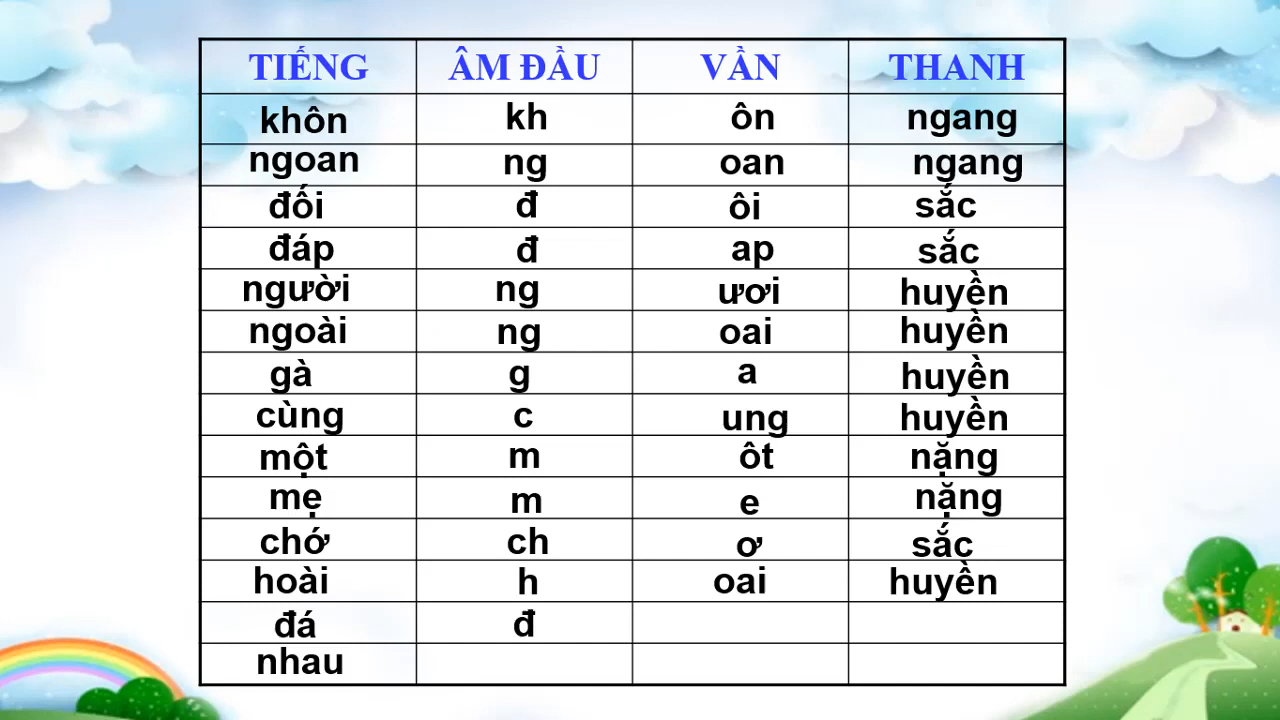 TIẾNG ÂM ĐẦU VẦN THANH
khôn kh ôn ngang
ngoan ng oan ngang
đối đ ôi sắc
đáp đ ap sắc
người ng ươi huyền
ngoài ng oai huyền
gà g a huyền
cùng c ung huyền
một m ôt nặng
mẹ m e nặng
chớ ch ơ sắc
hoài h oai huyền
đá đ
nhau